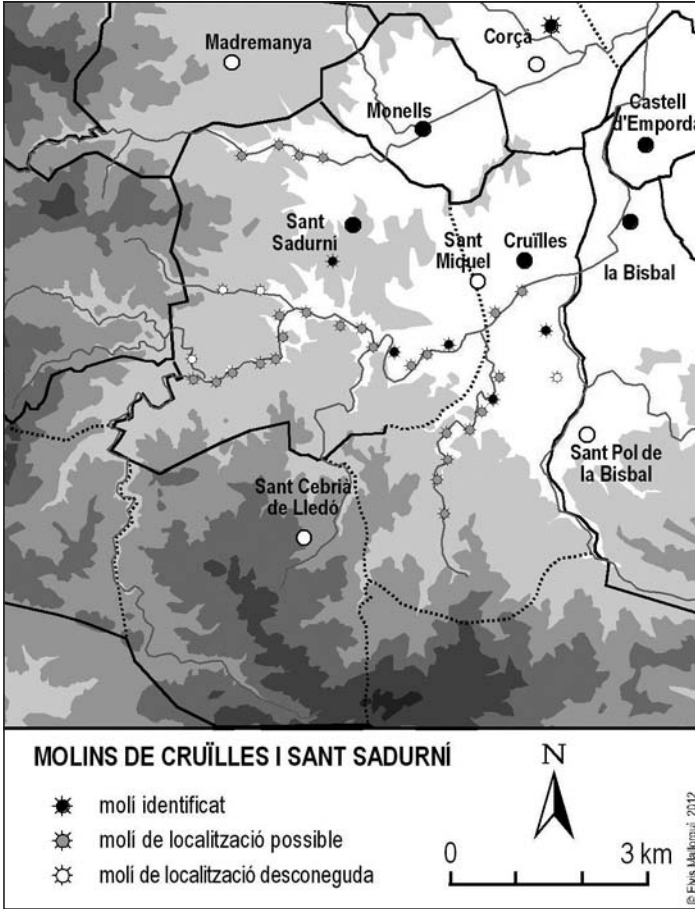 Madremanya
Corçà
Monells
Castell
d'Empordà
Sant
Sadurní
Sant
Miquel
Cruïlles
la Bisbal
Sant Pol de
la Bisbal
Sant Cebrià
de Lledó
MOLINS DE CRUÏLLES I SANT SADURNÍ
molí identificat
molí de localització possible
molí de localització desconeguda
N
0
3 km
© Elvis Mallorquí, 2012